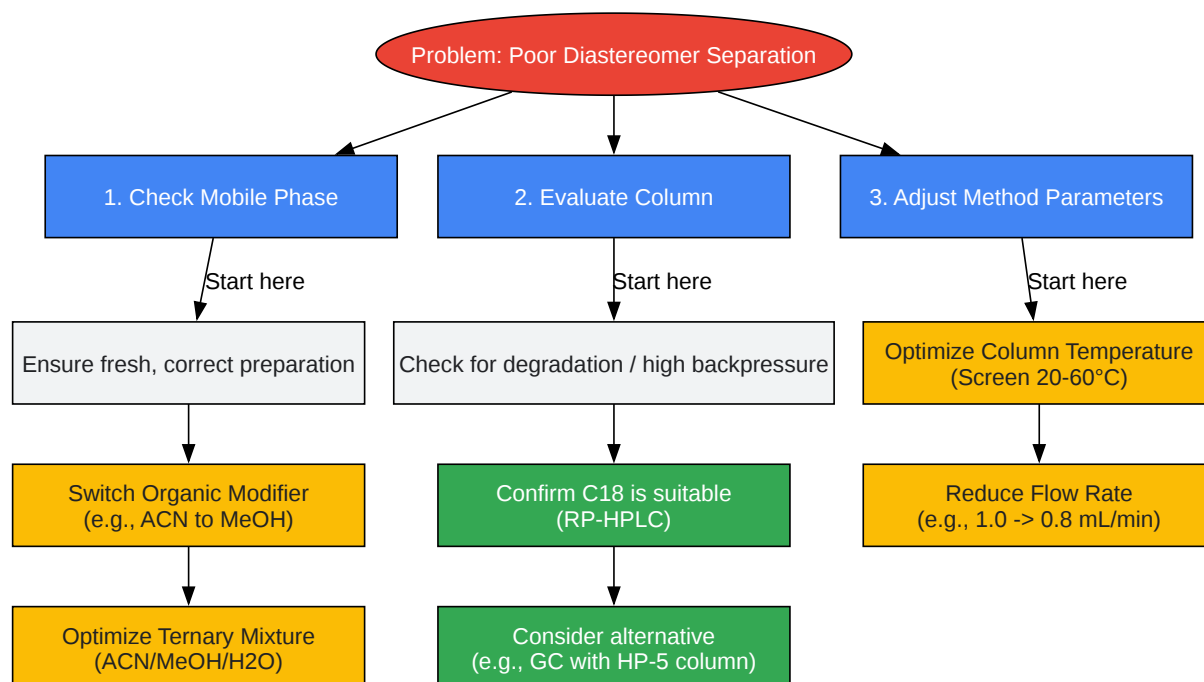 Problem: Poor Diastereomer Separation
1. Check Mobile Phase
2. Evaluate Column
3. Adjust Method Parameters
Start here
Start here
Start here
Ensure fresh, correct preparation
Check for degradation / high backpressure
Optimize Column Temperature
(Screen 20-60°C)
Switch Organic Modifier
(e.g., ACN to MeOH)
Confirm C18 is suitable
(RP-HPLC)
Reduce Flow Rate
(e.g., 1.0 -> 0.8 mL/min)
Optimize Ternary Mixture
(ACN/MeOH/H2O)
Consider alternative
(e.g., GC with HP-5 column)